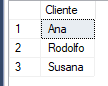 Cliente
1 Ana
2 Rodolfo
3 Susana